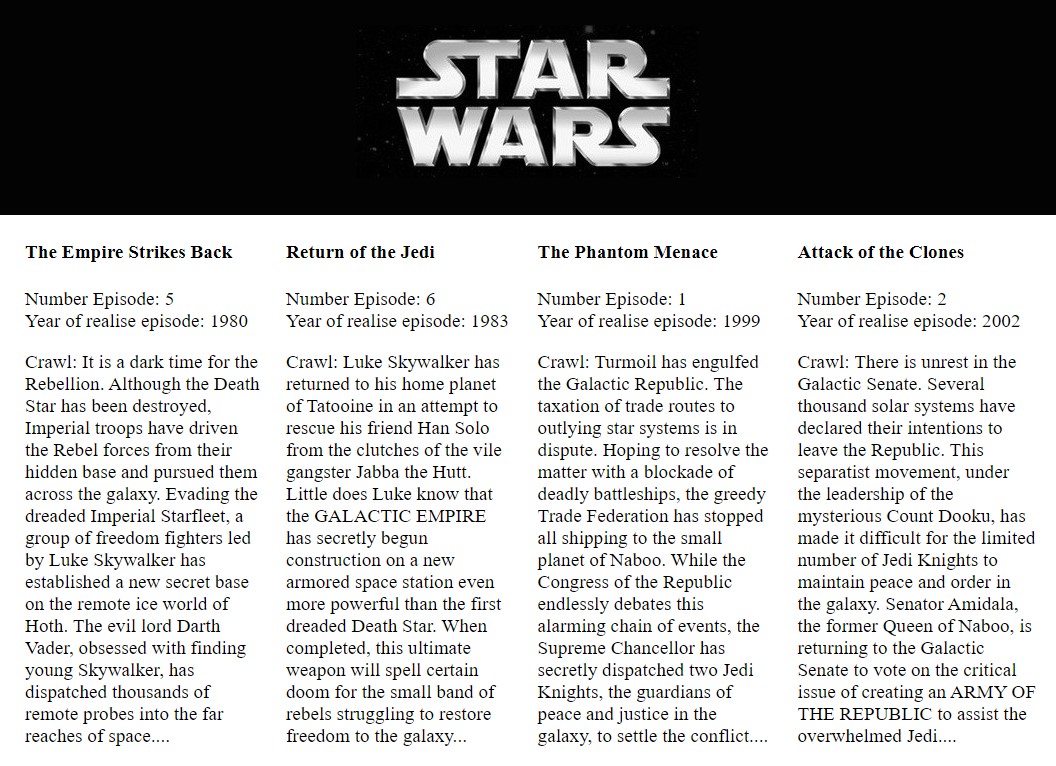 STAR
WARS
The Empire Strikes Back
Number Episode: 5
Year of realise episode: 1980
Crawl: It is a dark time for the
Rebellion. Although the Death
Star has been destroyed,
Imperial troops have driven
the Rebel forces from their
hidden base and pursued them
across the galaxy. Evading the
dreaded Imperial Starfleet, a
group of freedom fighters led
by Luke Skywalker has
established a new secret base
on the remote ice world of
Hoth. The evil lord Darth
Vader, obsessed with finding
young Skywalker, has
dispatched thousands of
remote probes into the far
reaches of space....
Return of the Jedi
Number Episode: 6
Year of realise episode: 1983
Crawl: Luke Skywalker has
returned to his home planet
of Tatooine in an attempt to
rescue his friend Han Solo
from the clutches of the vile
gangster Jabba the Hutt.
Little does Luke know that
the GALACTIC EMPIRE
has secretly begun
construction on a new
armored space station even
more powerful than the first
dreaded Death Star. When
completed, this ultimate
weapon will spell certain
doom for the small band of
rebels struggling to restore
freedom to the galaxy...
The Phantom Menace
Number Episode: 1
Year of realise episode: 1999
Crawl: Turmoil has engulfed
the Galactic Republic. The
taxation of trade routes to
outlying star systems is in
dispute. Hoping to resolve the
matter with a blockade of
deadly battleships, the greedy
Trade Federation has stopped
all shipping to the small
planet of Naboo. While the
Congress of the Republic
endlessly debates this
alarming chain of events, the
Supreme Chancellor has
secretly dispatched two Jedi
Knights, the guardians of
peace and justice in the
galaxy, to settle the conflict....
Attack of the Clones
Number Episode: 2
Year of realise episode: 2002
Crawl: There is unrest in the
Galactic Senate. Several
thousand solar systems have
declared their intentions to
leave the Republic. This
separatist movement, under
the leadership of the
mysterious Count Dooku, has
made it difficult for the limited
number of Jedi Knights to
maintain peace and order in
the galaxy. Senator Amidala,
the former Queen of Naboo, is
returning to the Galactic
Senate to vote on the critical
issue of creating an ARMY OF
THE REPUBLIC to assist the
overwhelmed Jedi....